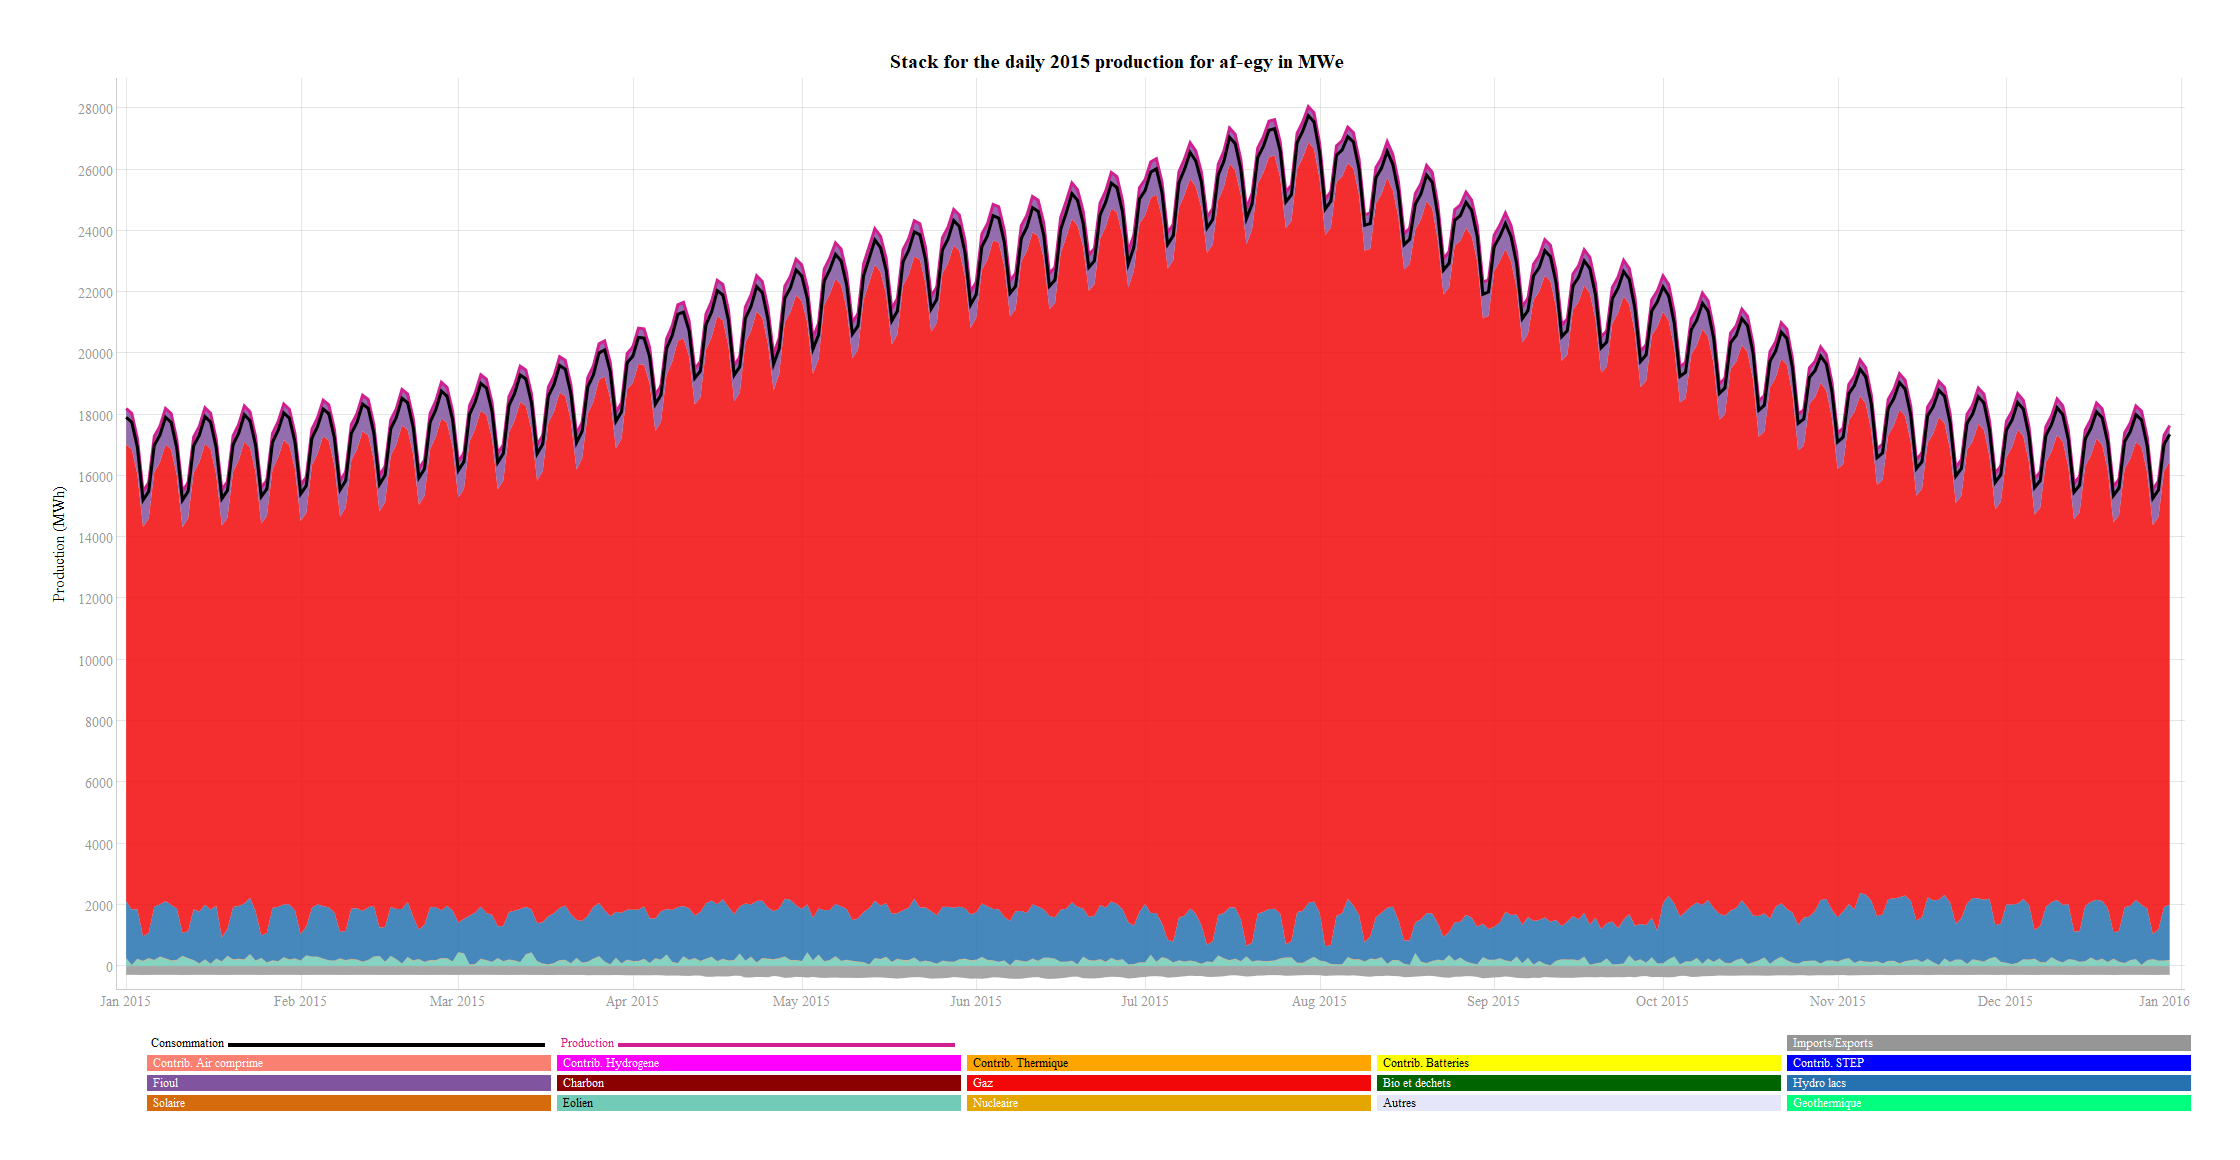 Stack for the daily 2015 production for af-egy in MWe
Production (MWh)
28000
26000
24000
22000
20000
18000
16000
14000
12000
10000
8000
6000
4000
2000
0
Jan 2015 Feb 2015 Mar 2015 Apr 2015 May 2015 Jun 2015 Jul 2015 Aug 2015 Sep 2015 Oct 2015 Nov 2015 Dec 2015 Jan 2016
Consommation Production Imports/Exports
Contrib. Air comprime Contrib. Hydrogene Contrib. Thermique Contrib. Batteries Contrib. STEP
Fioul Charbon Gaz Bio et dechets Hydro lacs
Solaire Eolien Nucleaire Autres Geothermique